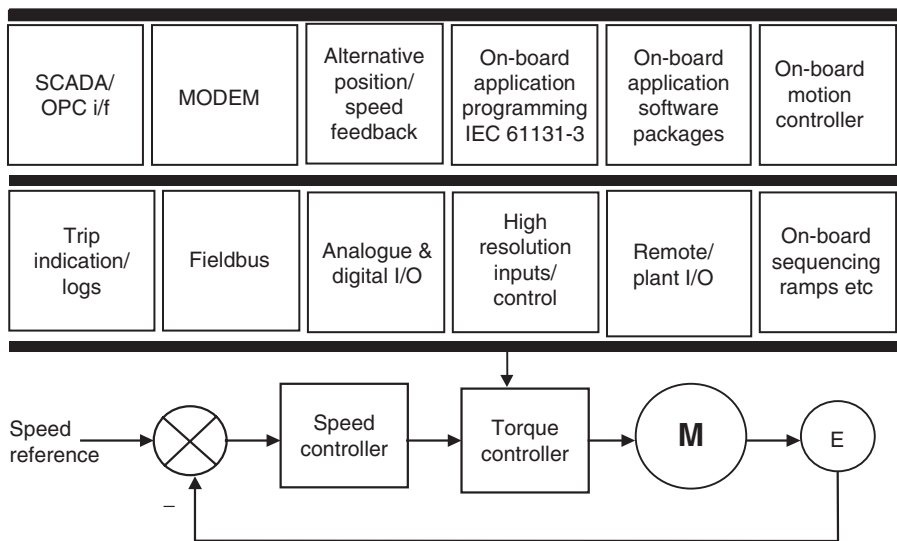 SCADA/
OPC i/f
MODEM
Alternative
position/
speed
feedback
On-board
application
programming
IEC 61131-3
On-board
application
software
packages
On-board
motion
controller
Trip
indication/
logs
Fieldbus
Analogue &
digital I/O
High
resolution
inputs/
control
Remote/
plant I/O
On-board
sequencing
ramps etc
Speed
reference
Speed
controller
Torque
controller
M
E
–